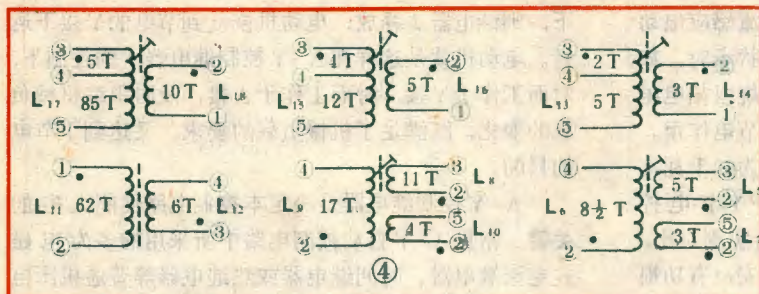 ③ 5T ② L₁₇ ④ 85T 10T L₁₈ ⑤ ①
③ 4T ② L₁₅ ④ 12T 5T L₁₆ ⑤ ①
③ 2T ② L₁₃ ④ 5T 3T L₁₄ ⑤ 1
① L₁₁ 62T ② ④ 6T L₁₂ ③
④ L₉ 17T ② ③ 11T L₈ ② ⑤ 4T L₁₀ ②
④ L₆ 8½T 2 ③ 5T ② ⑤ 3T ②
④